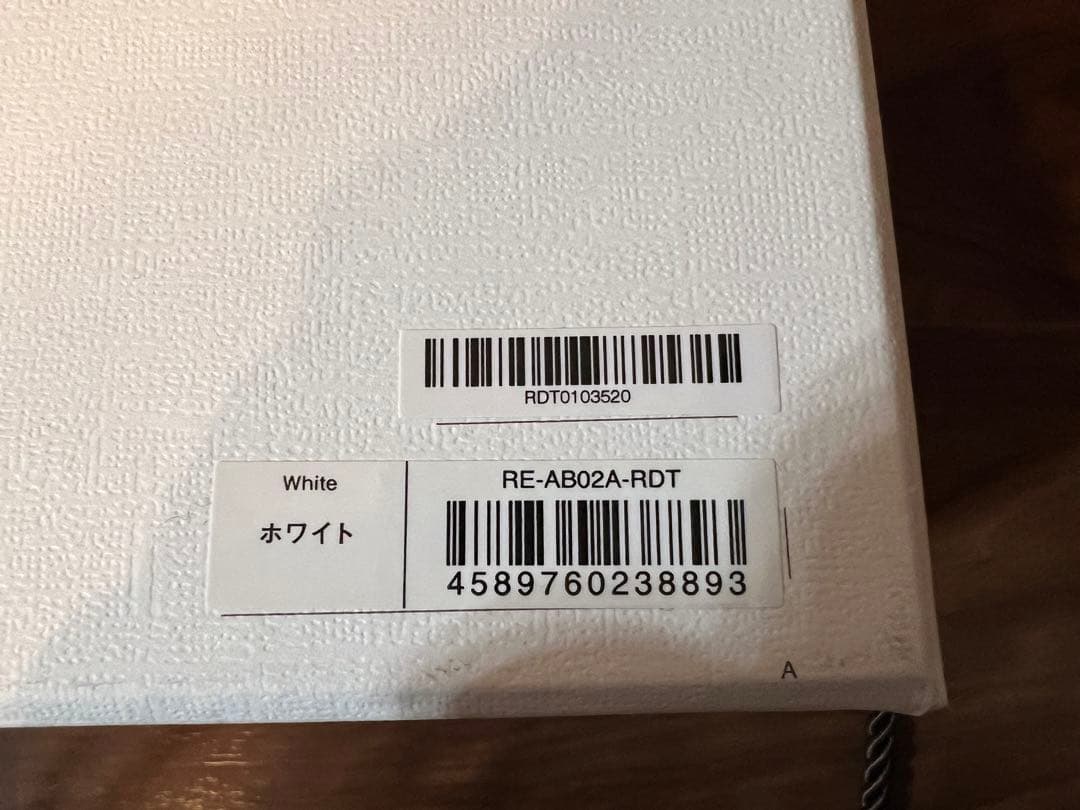 RDT0103520
White
ホワイト
RE-AB02A-RDT
4589760238893
A